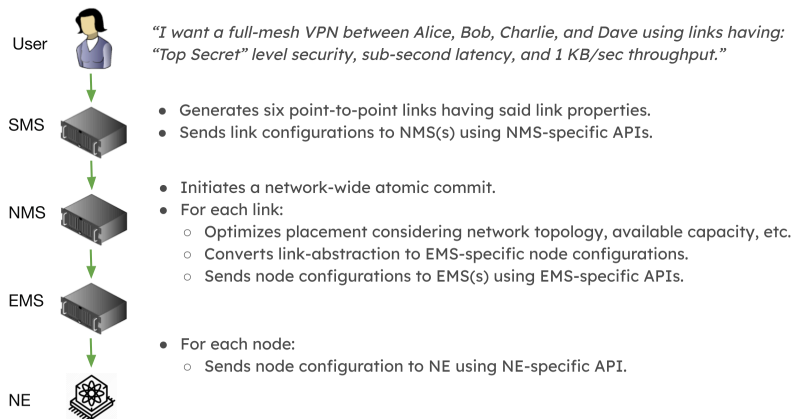 User
“I want a full-mesh VPN between Alice, Bob, Charlie, and Dave using links having:
“Top Secret” level security, sub-second latency, and 1 KB/sec throughput.”
SMS
● Generates six point-to-point links having said link properties.
● Sends link configurations to NMS(s) using NMS-specific APIs.
NMS
● Initiates a network-wide atomic commit.
● For each link:
○ Optimizes placement considering network topology, available capacity, etc.
○ Converts link-abstraction to EMS-specific node configurations.
○ Sends node configurations to EMS(s) using EMS-specific APIs.
EMS
● For each node:
○ Sends node configuration to NE using NE-specific API.
NE